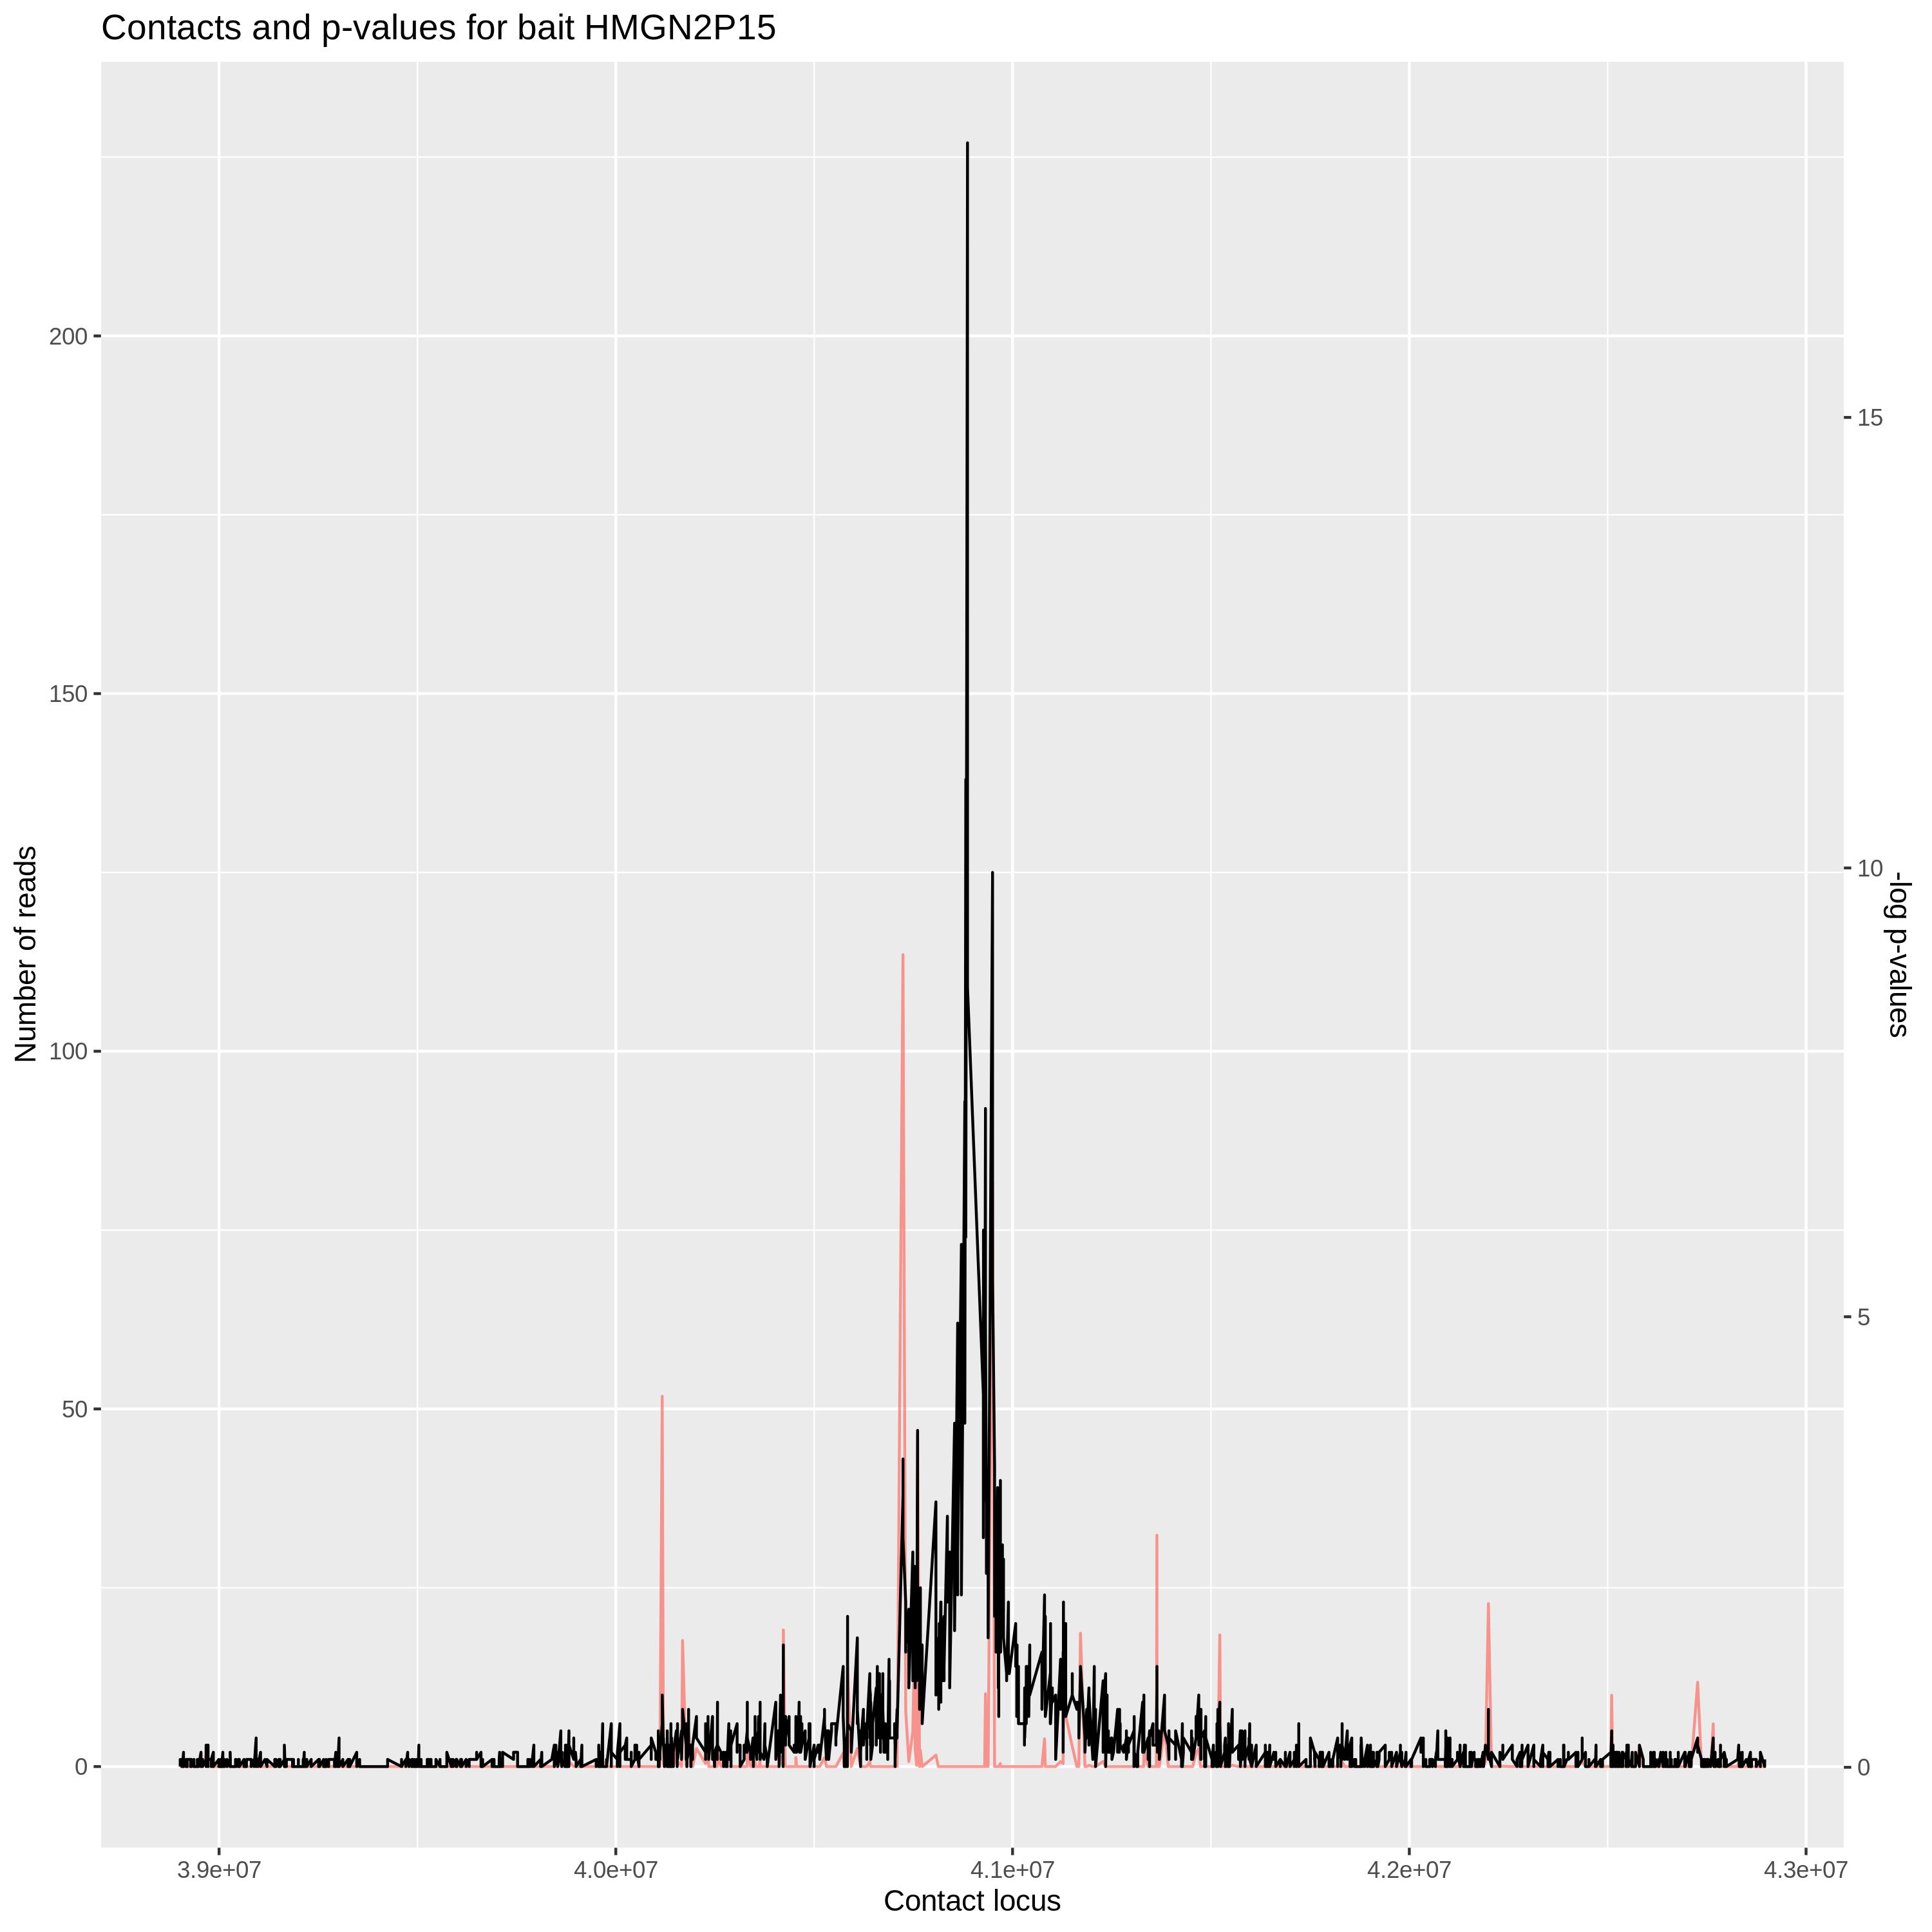 Contacts and p-values for bait HMGN2P15
Number of reads
200
150
100
50
0
15
10
5
0
-log p-values
3.9e+07 4.0e+07 4.1e+07 4.2e+07 4.3e+07
Contact locus